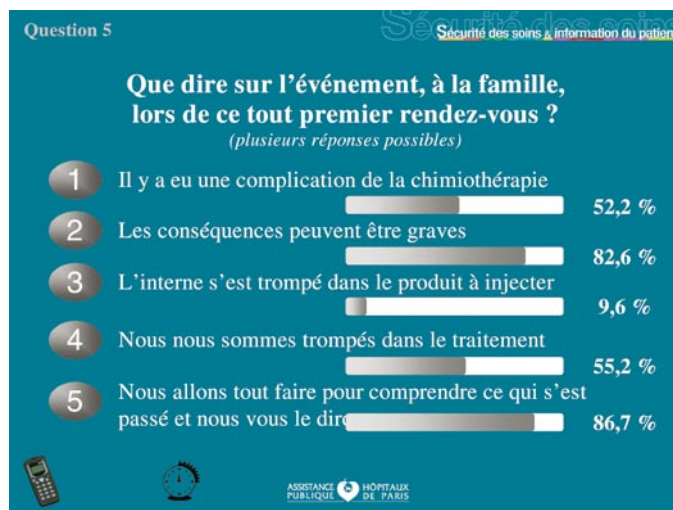 Question 5
Sécurité des soins
Sécurité des soins & information du patien
Que dire sur l'événement, à la famille,
lors de ce tout premier rendez-vous ?
(plusieurs réponses possibles)
1 Il y a eu une complication de la chimiothérapie
52,2 %
2 Les conséquences peuvent être graves
82,6 %
3 L'interne s'est trompé dans le produit à injecter
9,6 %
4 Nous nous sommes trompés dans le traitement
55,2 %
5 Nous allons tout faire pour comprendre ce qui s'est
passé et nous vous le dir
86,7 %
ASSISTANCE HÔPITAUX
PUBLIQUE DE PARIS